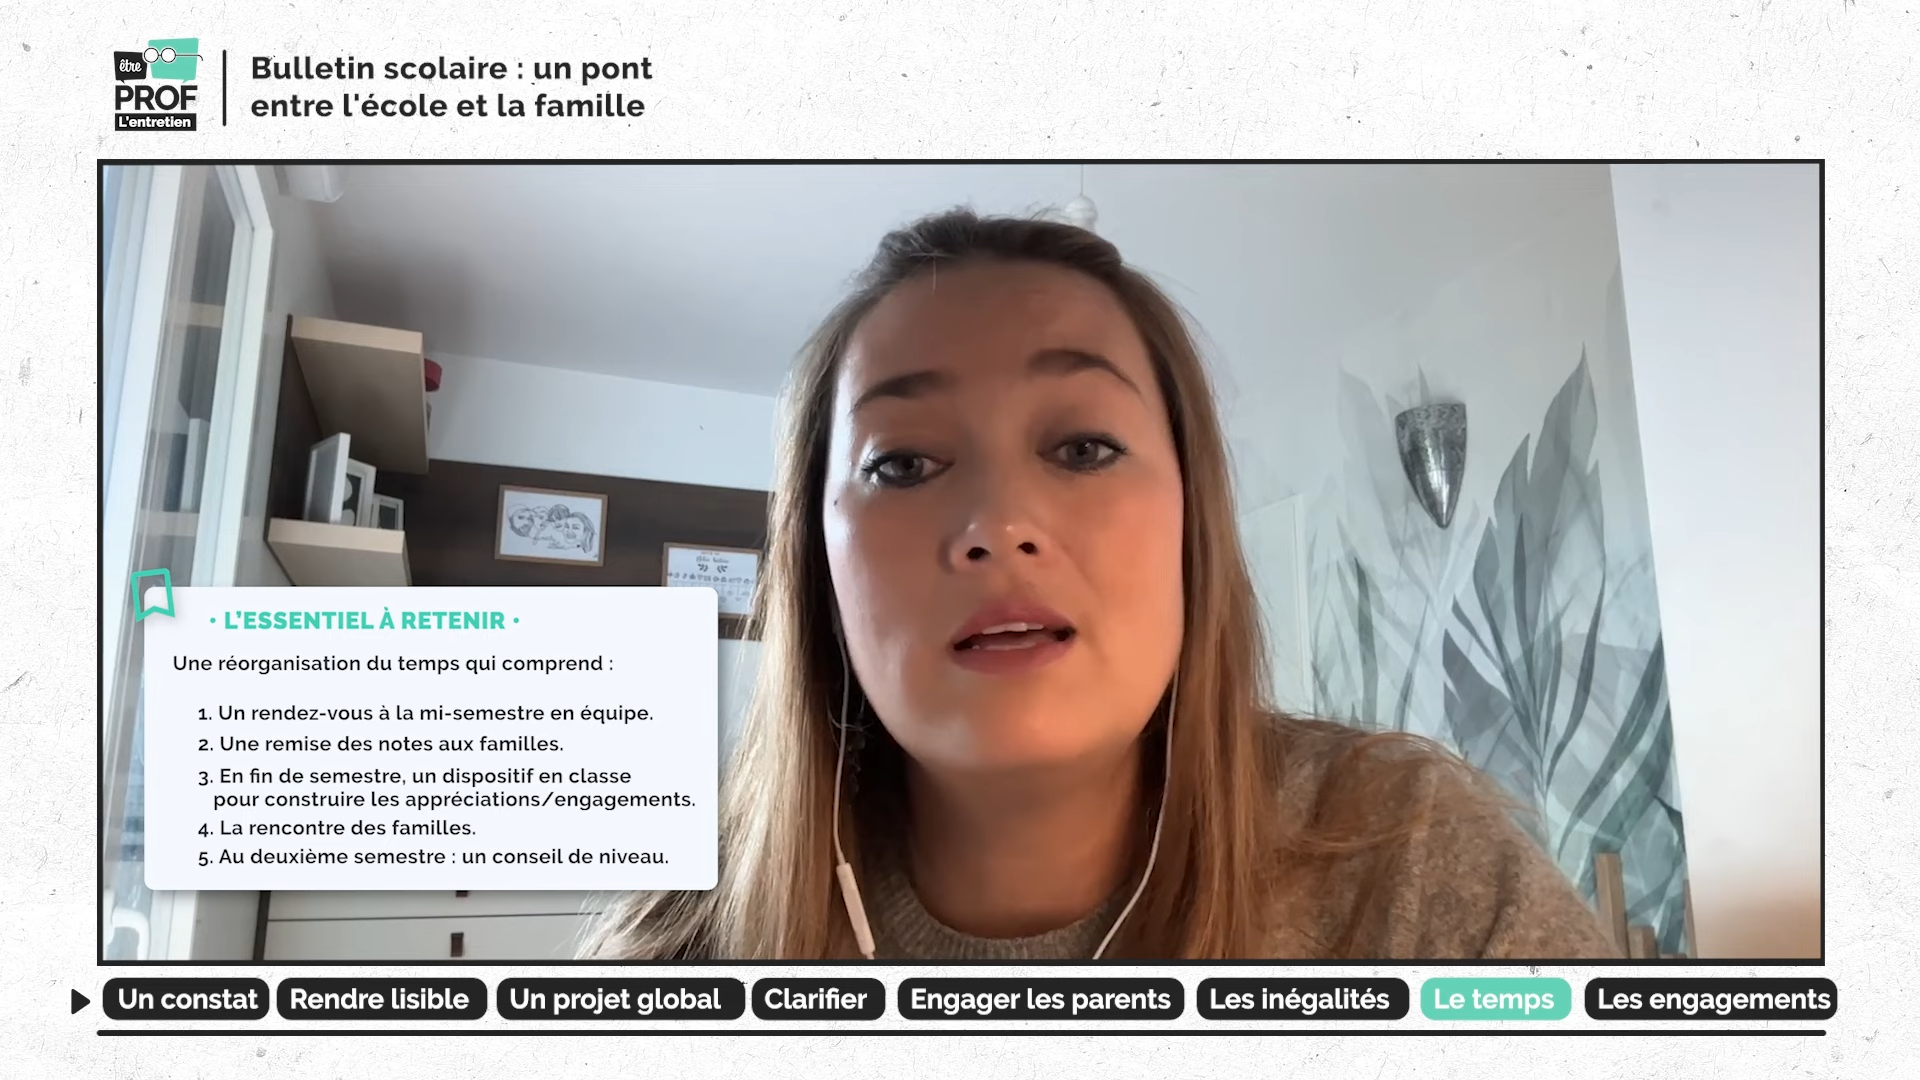 être
PROF
L'entretien
Bulletin scolaire : un pont
entre l'école et la famille
• L'ESSENTIEL À RETENIR •
Une réorganisation du temps qui comprend :
1. Un rendez-vous à la mi-semestre en équipe.
2. Une remise des notes aux familles.
3. En fin de semestre, un dispositif en classe
pour construire les appréciations/engagements.
4. La rencontre des familles.
5. Au deuxième semestre : un conseil de niveau.
Un constat
Rendre lisible
Un projet global
Clarifier
Engager les parents
Les inégalités
Le temps
Les engagements